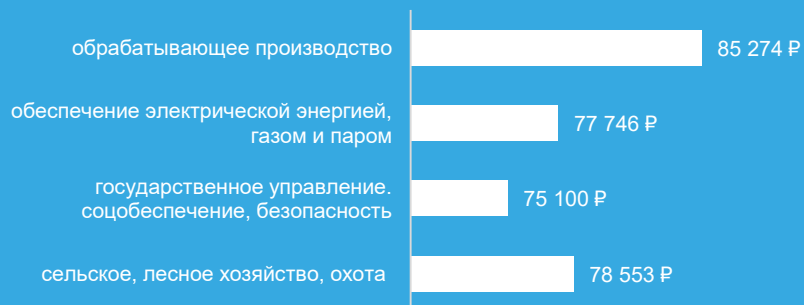 обрабатывающее производство
85 274 ₽
обеспечение электрической энергией,
газом и паром
77 746 ₽
государственное управление.
соцобеспечение, безопасность
75 100 ₽
сельское, лесное хозяйство, охота
78 553 ₽